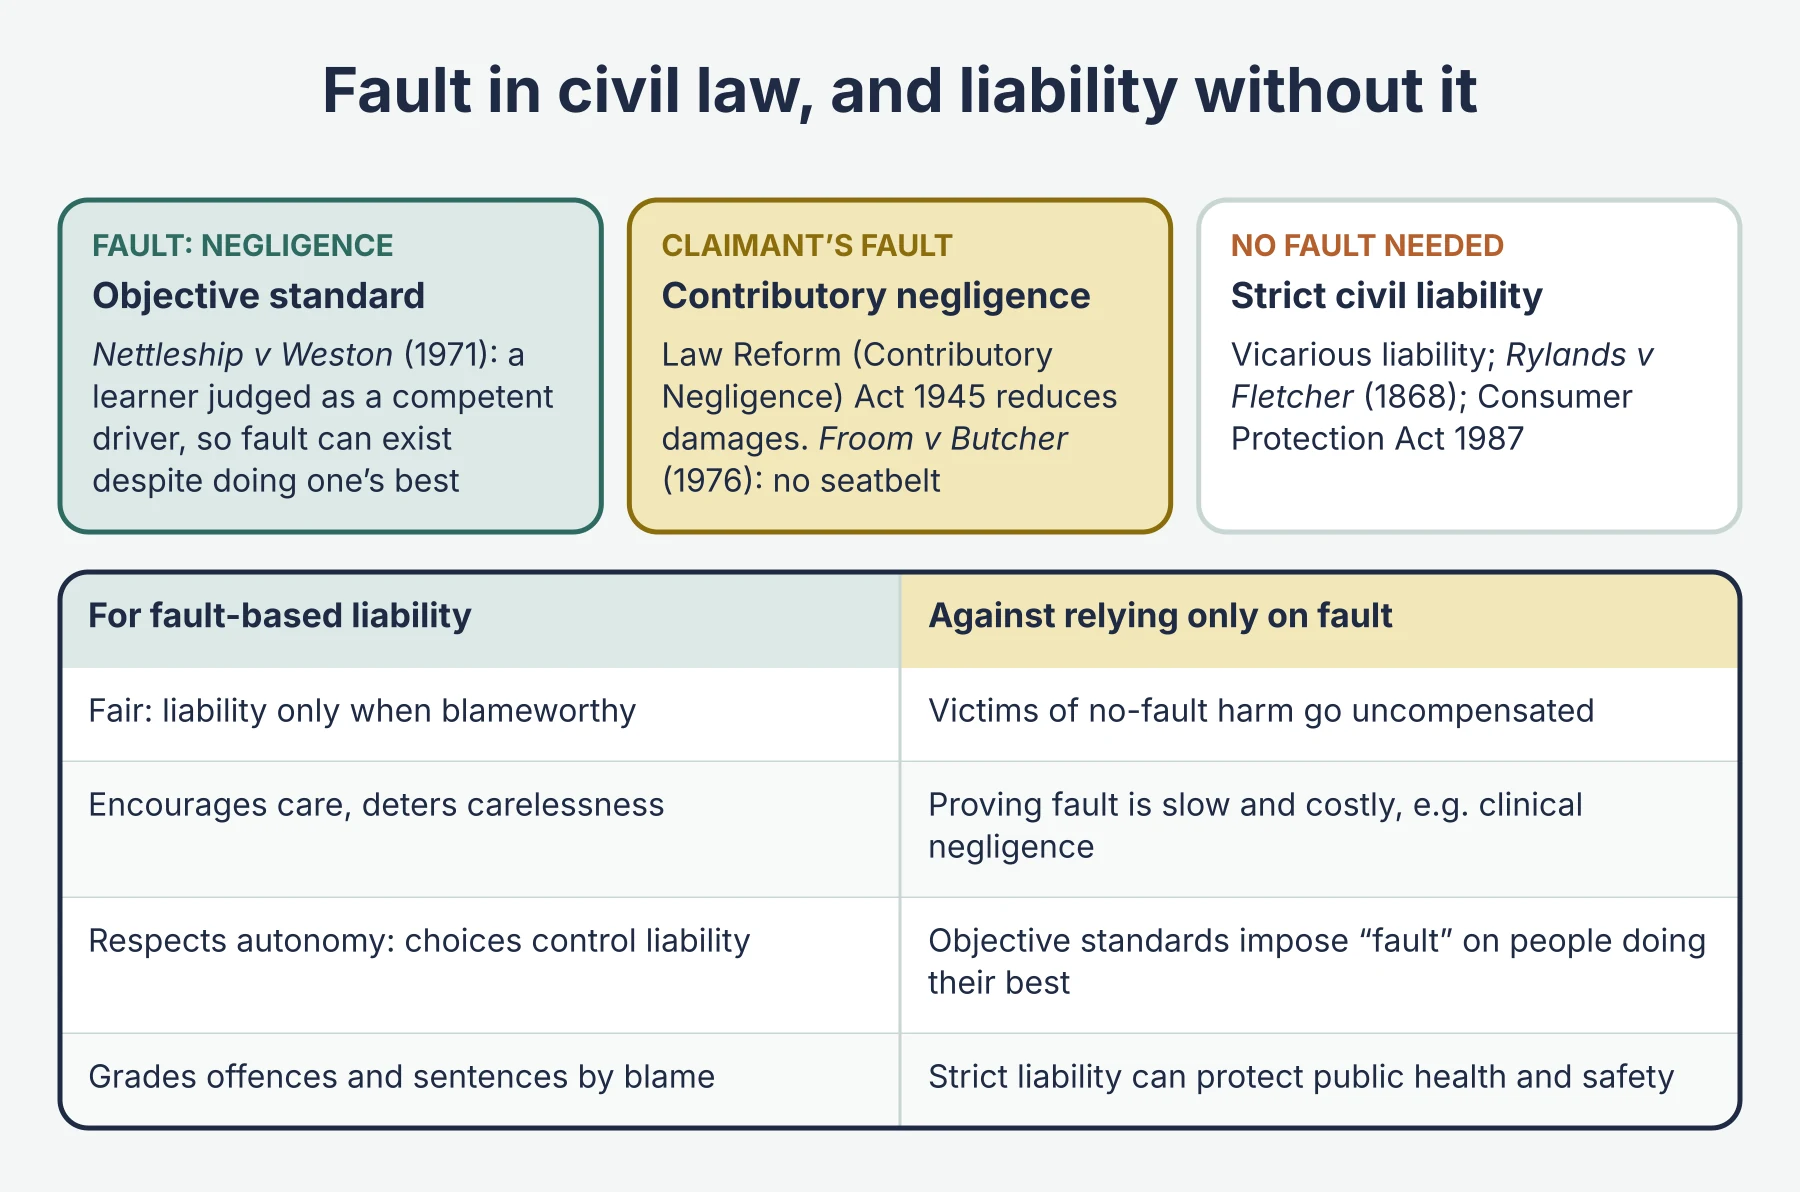 Fault in civil law, and liability without it
FAULT: NEGLIGENCE
Objective standard
Nettleship v Weston (1971): a
learner judged as a competent
driver, so fault can exist
despite doing one’s best
CLAIMANT’S FAULT
Contributory negligence
Law Reform (Contributory
Negligence) Act 1945 reduces
damages. Froom v Butcher
(1976): no seatbelt
NO FAULT NEEDED
Strict civil liability
Vicarious liability; Rylands v
Fletcher (1868); Consumer
Protection Act 1987
For fault-based liability
Against relying only on fault
Fair: liability only when blameworthy
Victims of no-fault harm go uncompensated
Encourages care, deters carelessness
Proving fault is slow and costly, e.g. clinical
negligence
Respects autonomy: choices control liability
Objective standards impose “fault” on people doing
their best
Grades offences and sentences by blame
Strict liability can protect public health and safety